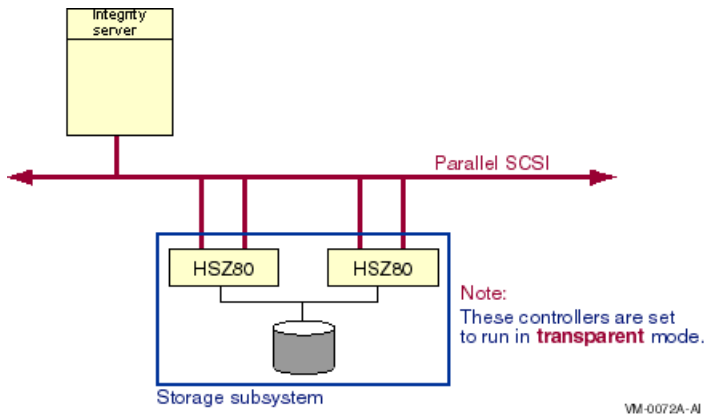 Integrity
server
Parallel SCSI
HSZ80
HSZ80
Note:
These controllers are set
to run in transparent mode.
Storage subsystem
VM-0072A-AI